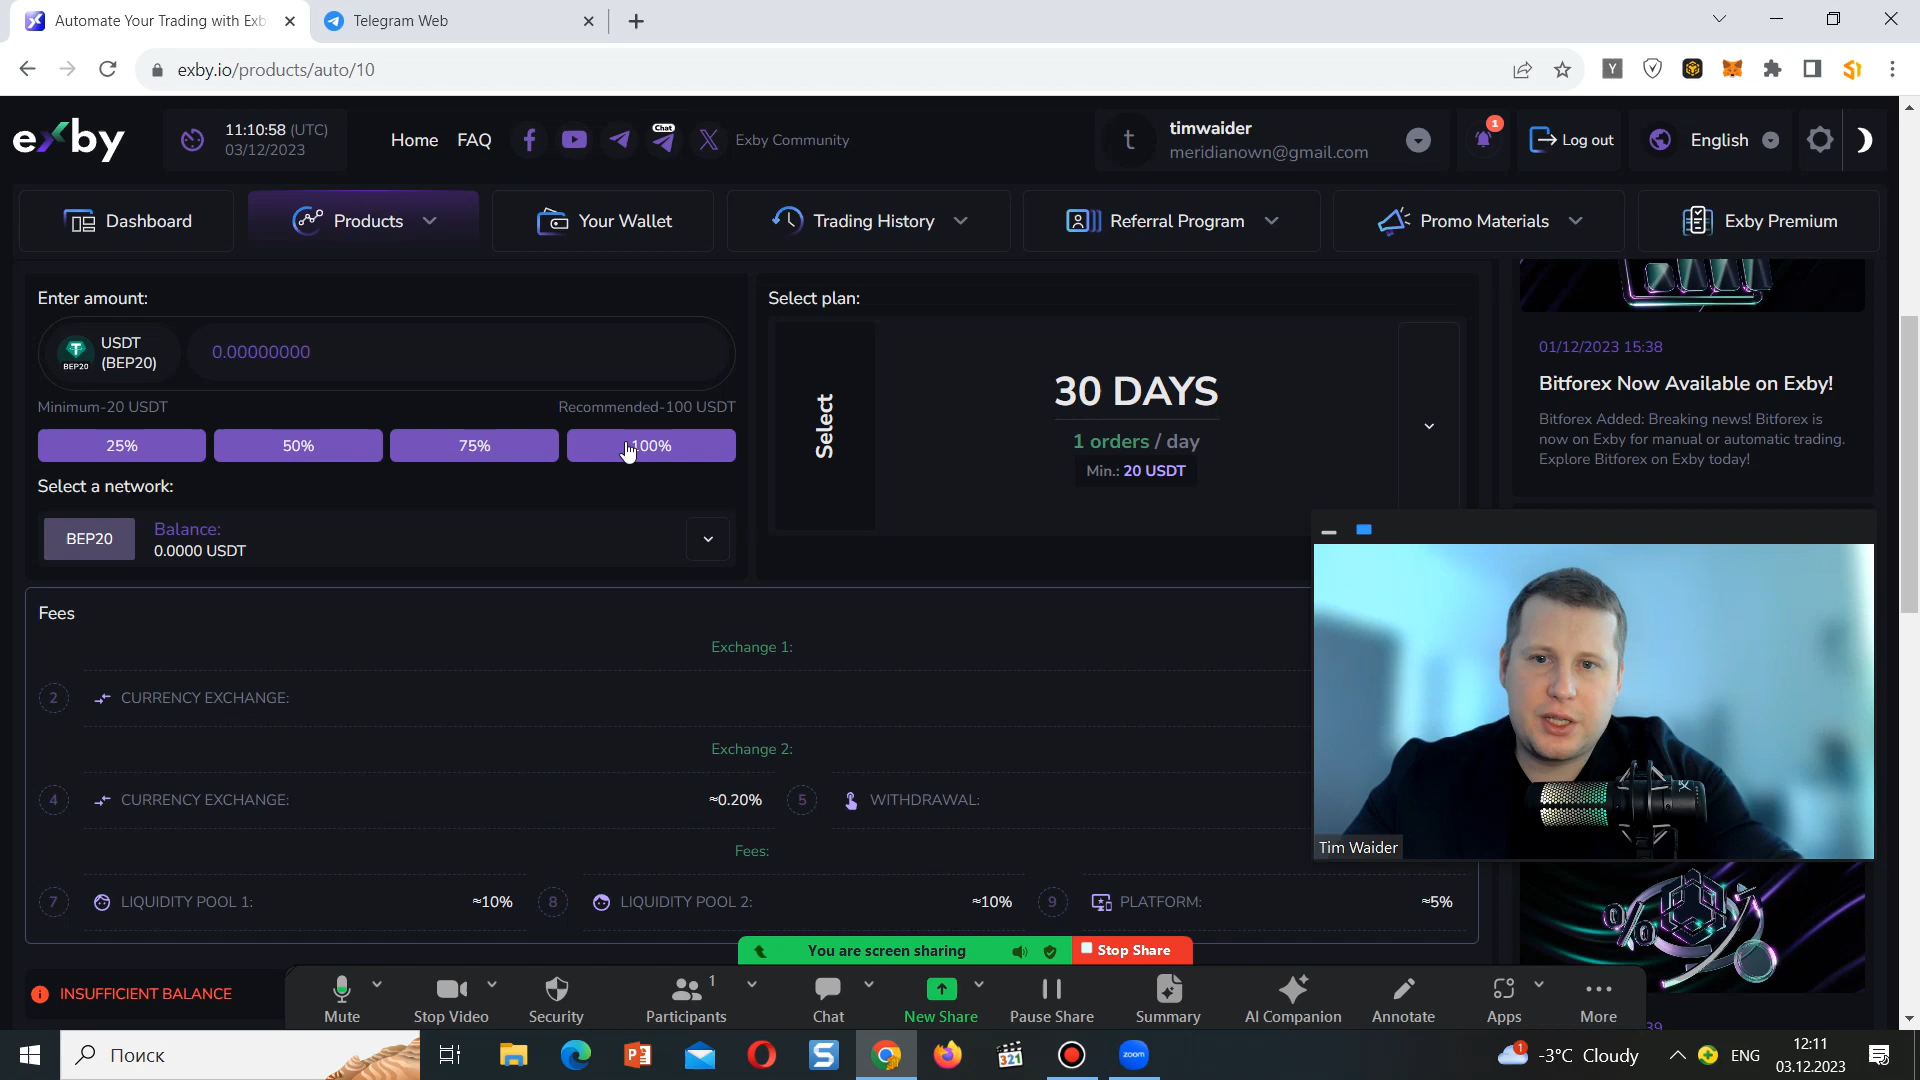 Automate Your Trading with Exb
Telegram Web
exby.io/products/auto/10
exby
11:10:58 (UTC)
03/12/2023
Home
FAQ
Chat
Exby Community
t
timwaider
meridianown@gmail.com
1
Log out
English
Dashboard
Products
Your Wallet
Trading History
Referral Program
Promo Materials
Exby Premium
Enter amount:
USDT
(BEP20)
BEP20
0.00000000
Minimum-20 USDT
Recommended-100 USDT
25%
50%
75%
100%
Select a network:
BEP20
Balance:
0.0000 USDT
Select plan:
Select
30 DAYS
1 orders / day
Min.: 20 USDT
01/12/2023 15:38
Bitforex Now Available on Exby!
Bitforex Added: Breaking news! Bitforex is
now on Exby for manual or automatic trading.
Explore Bitforex on Exby today!
Fees
Exchange 1:
2
CURRENCY EXCHANGE:
Exchange 2:
4
CURRENCY EXCHANGE:
≈0.20%
5
WITHDRAWAL:
Fees:
7
LIQUIDITY POOL 1:
≈10%
8
LIQUIDITY POOL 2:
≈10%
9
PLATFORM:
≈5%
Tim Waider
You are screen sharing
Stop Share
INSUFFICIENT BALANCE
Mute
Stop Video
Security
1
Participants
Chat
New Share
Pause Share
Summary
AI Companion
Annotate
Apps
More
Поиск
321
zoom
1
-3°C Cloudy
ENG
12:11
03.12.2023